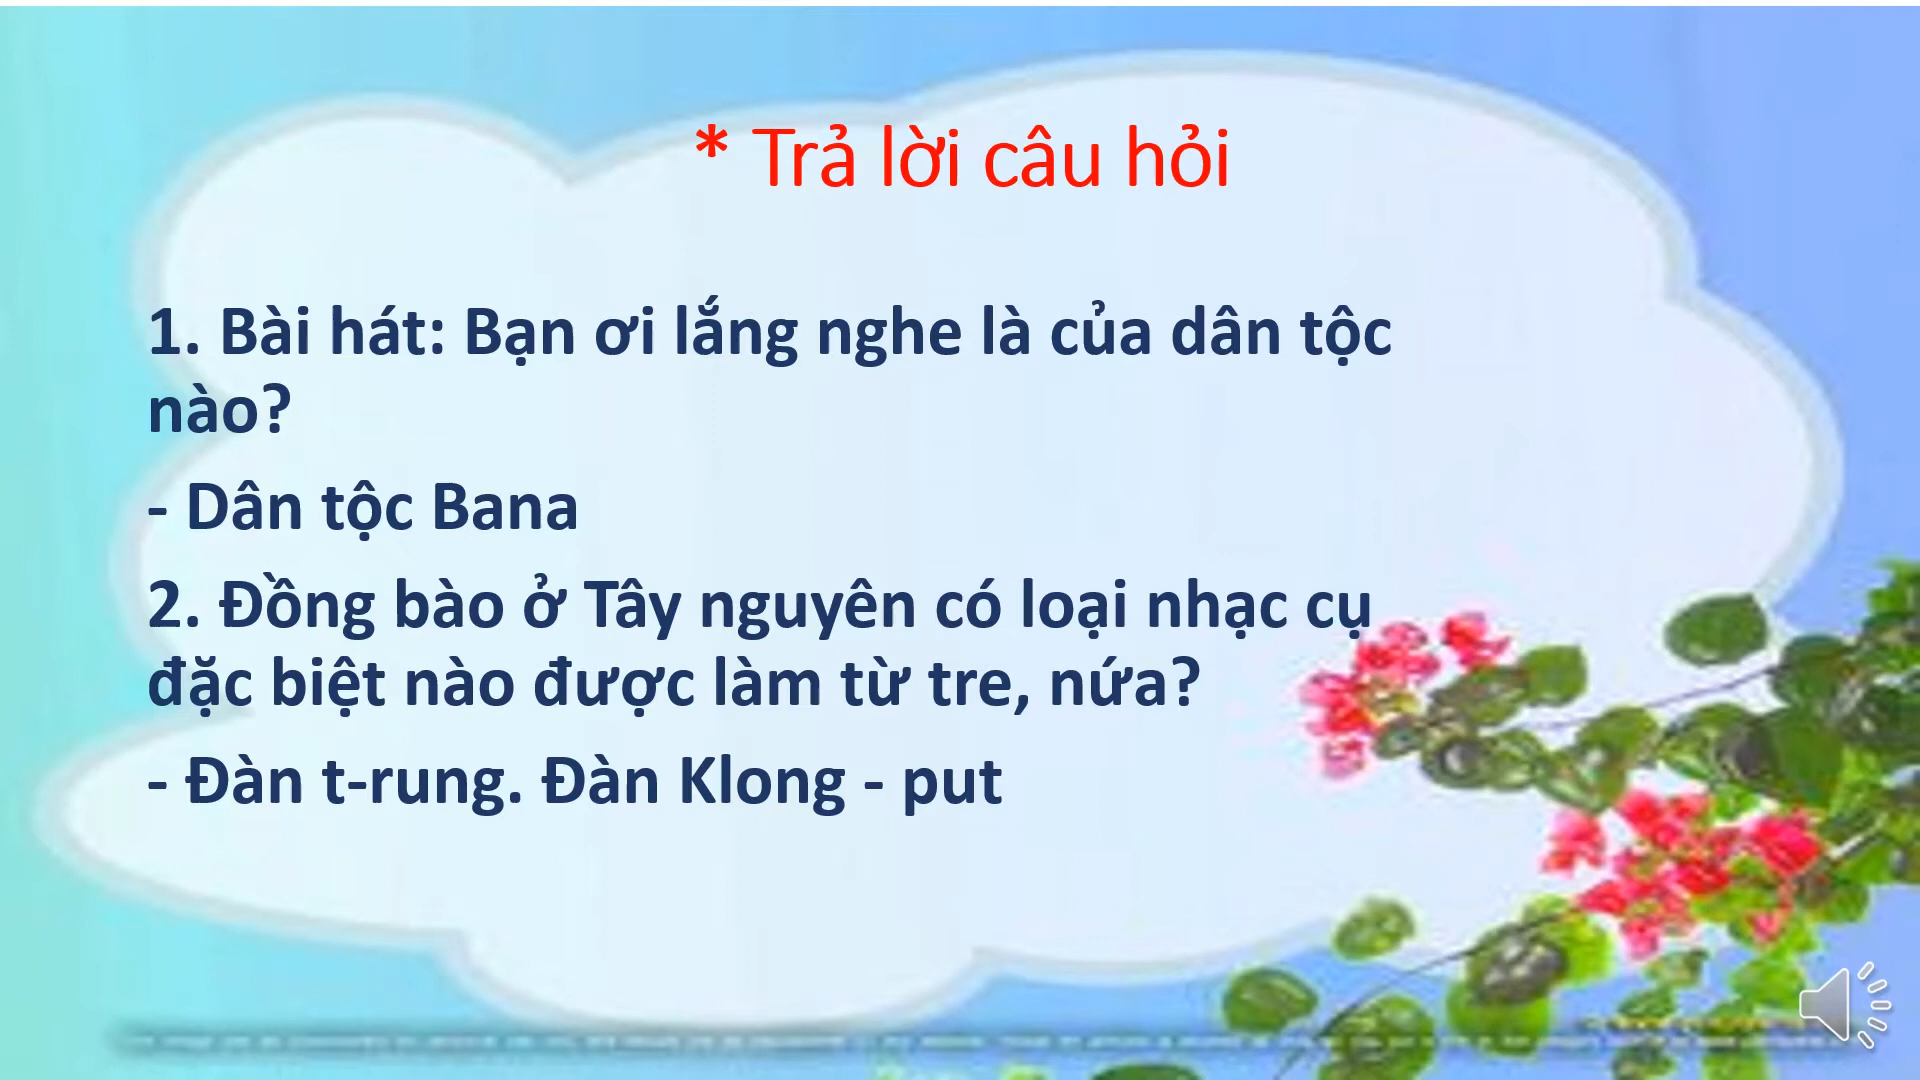 * Trả lời câu hỏi
1. Bài hát: Bạn ơi lắng nghe là của dân tộc
nào?
- Dân tộc Bana
2. Đồng bào ở Tây nguyên có loại nhạc cụ
đặc biệt nào được làm từ tre, nứa?
- Đàn t-rung. Đàn Klong - put